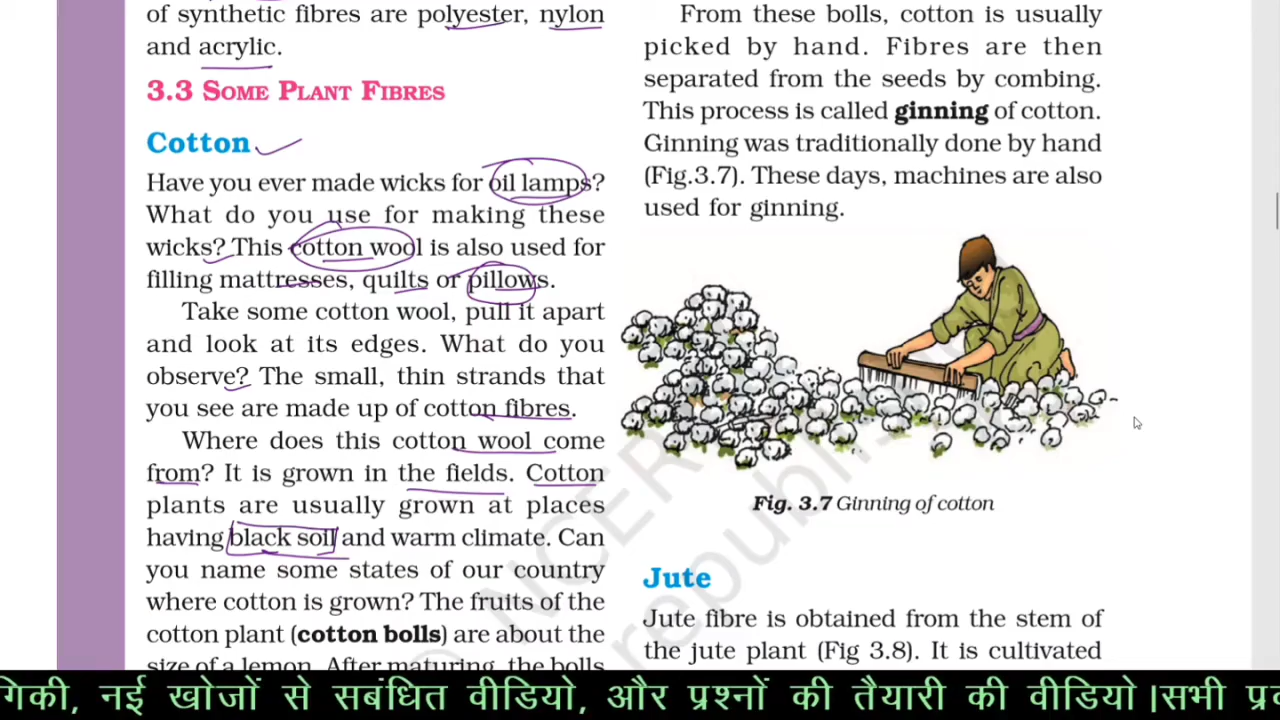 of synthetic fibres are polyester, nylon
and acrylic.
3.3 SOME PLANT FIBRES
Cotton
Have you ever made wicks for oil lamps?
What do you use for making these
wicks? This cotton wool is also used for
filling mattresses, quilts or pillows.
Take some cotton wool, pull it apart
and look at its edges. What do you
observe? The small, thin strands that
you see are made up of cotton fibres.
Where does this cotton wool come
from? It is grown in the fields. Cotton
plants are usually grown at places
having black soil and warm climate. Can
you name some states of our country
where cotton is grown? The fruits of the
cotton plant (cotton bolls) are about the
size of a lemon. After maturing, the bolls
From these bolls, cotton is usually
picked by hand. Fibres are then
separated from the seeds by combing.
This process is called ginning of cotton.
Ginning was traditionally done by hand
(Fig.3.7). These days, machines are also
used for ginning.
Fig. 3.7 Ginning of cotton
Jute
Jute fibre is obtained from the stem of
the jute plant (Fig 3.8). It is cultivated
नई खोजों से सबंधित वीडियो, और प्रश्नों की तैयारी की वीडियो।सभी